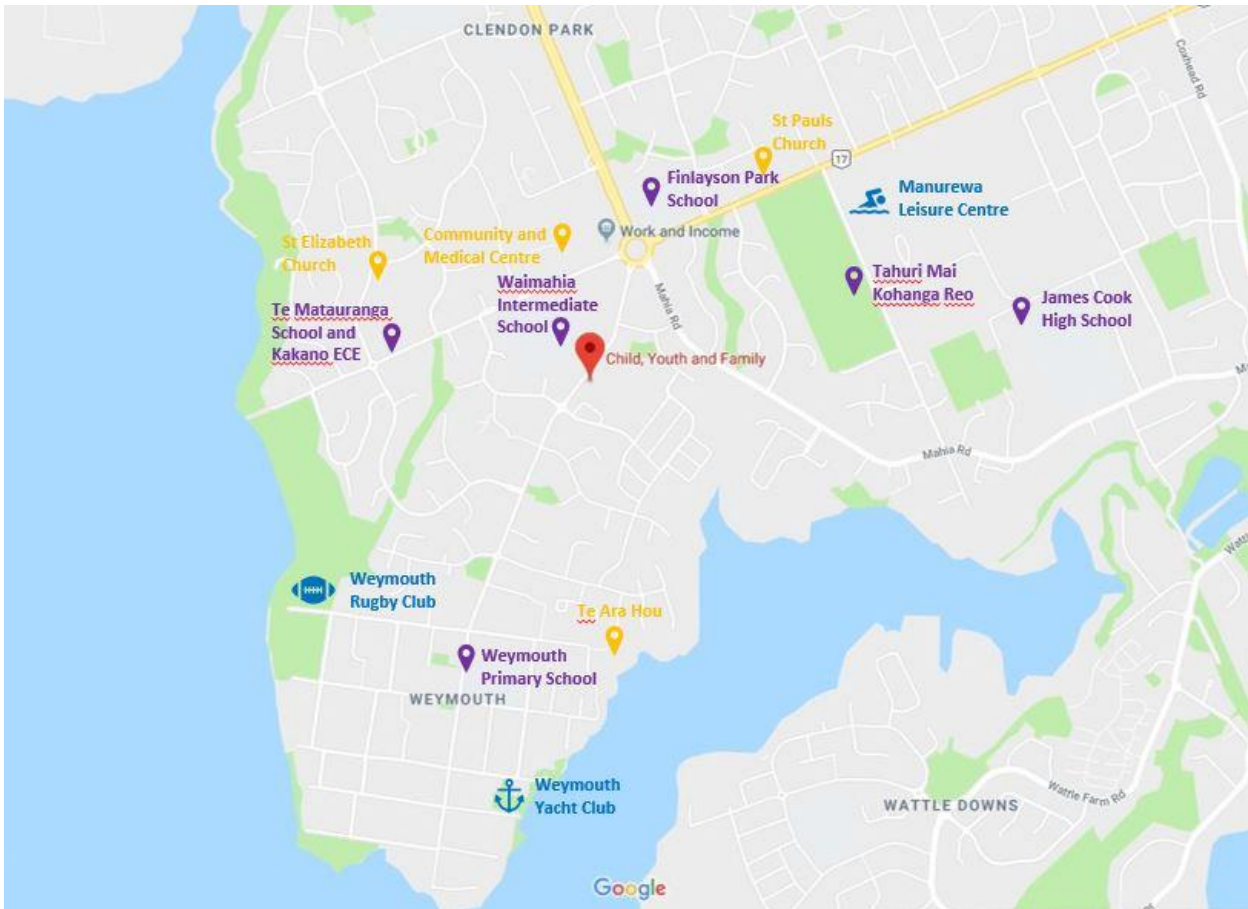 CLENDON PARK
Coxhead Rd
St Pauls
Church
17
Finlayson Park
School
Manurewa
Leisure Centre
Community and
Medical Centre
Work and Income
St Elizabeth
Church
Waimahia
Intermediate
School
Tahuri Mai
Kohanga Reo
James Cook
High School
Te Matauranga
School and
Kakano ECE
Mahia Rd
Child, Youth and Family
Mahia Rd
Weymouth
Rugby Club
Te Ara Hou
Weymouth
Primary School
WEYMOUTH
Weymouth
Yacht Club
Wattle Farm Rd
WATTLE DOWNS
Google